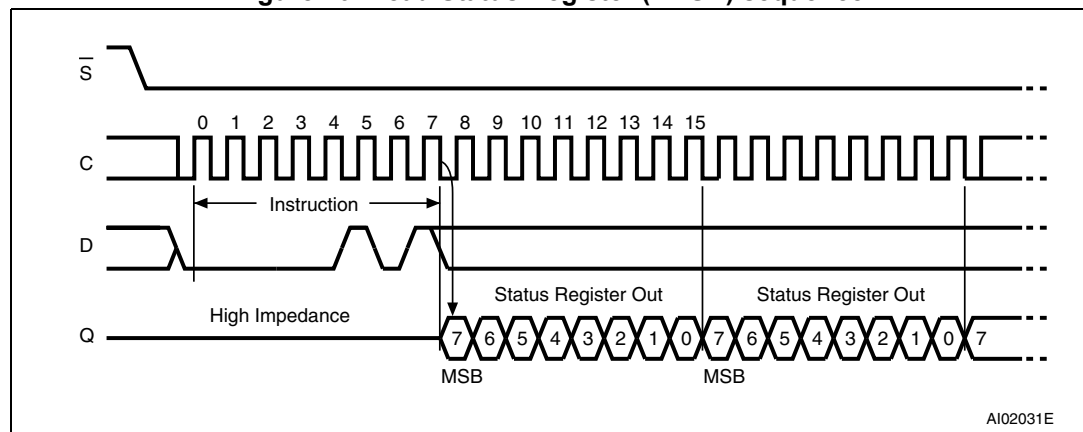 S
0 1 2 3 4 5 6 7 8 9 10 11 12 13 14 15
C
Instruction
D
Status Register Out Status Register Out
High Impedance
Q 7 6 5 4 3 2 1 0 7 6 5 4 3 2 1 0 7
MSB MSB
AI02031E